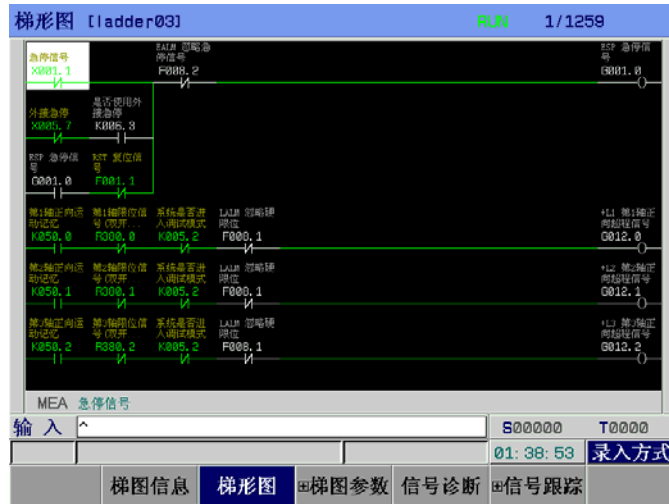 梯形图 [ladder03] RUN 1/1259
急停信号 EALM 忽略急停信号 ESP 急停信号
X001.1 F008.2 G001.0
外接急停 是否使用外接急停
X005.7 K006.3
ESP 急停信号 RST 复位信号
G001.0 F001.1
第1轴正向运动记忆 第1轴限位信号(双开... 系统是否进入调试模式 LALM 忽略硬限位 +L1 第1轴正向超程信号
K050.0 R380.0 K005.2 F008.1 G012.0
第2轴正向运动记忆 第2轴限位信号(双开 系统是否进入调试模式 LALM 忽略硬限位 +L2 第2轴正向超程信号
K050.1 R380.1 K005.2 F008.1 G012.1
第3轴正向运动记忆 第3轴限位信号(双开 系统是否进入调试模式 LALM 忽略硬限位 +L3 第3轴正向超程信号
K050.2 R380.2 K005.2 F008.1 G012.2
MEA 急停信号
输 入 ^ S00000 T0000
01:38:53 录入方式
梯图信息 梯形图 梯图参数 信号诊断 信号跟踪